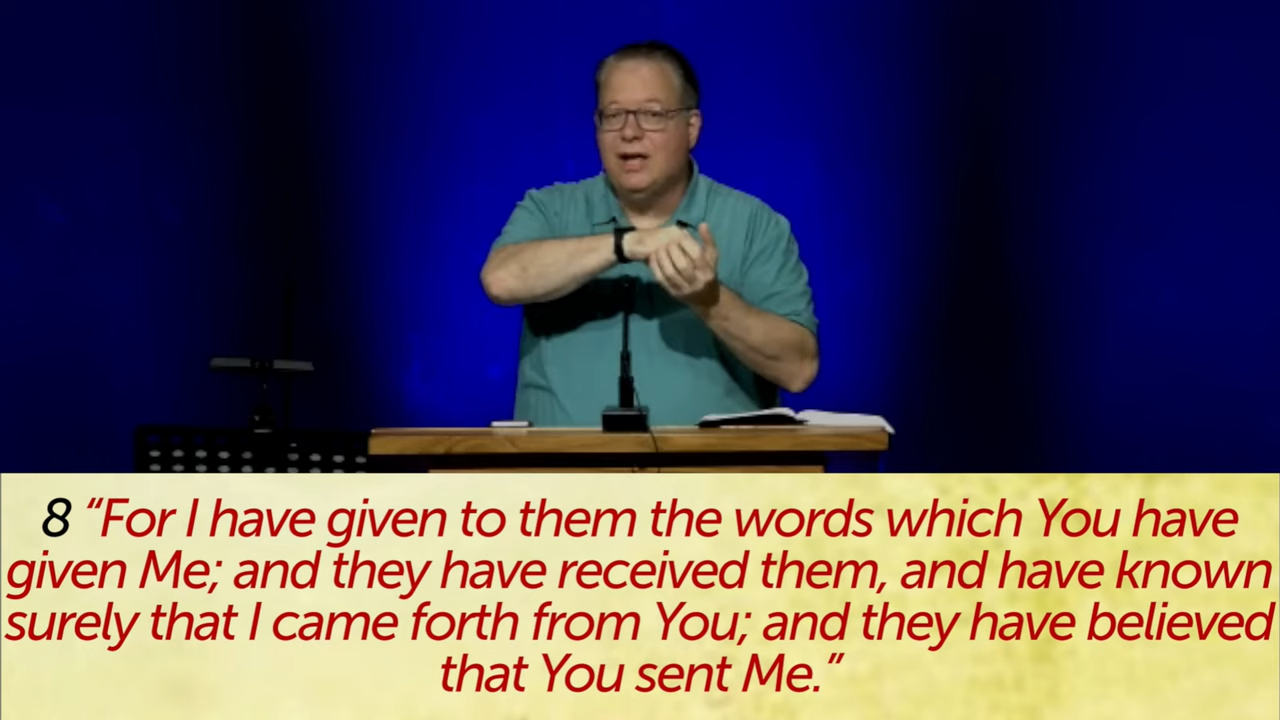 8 “For I have given to them the words which You have
given Me; and they have received them, and have known
surely that I came forth from You; and they have believed
that You sent Me.”